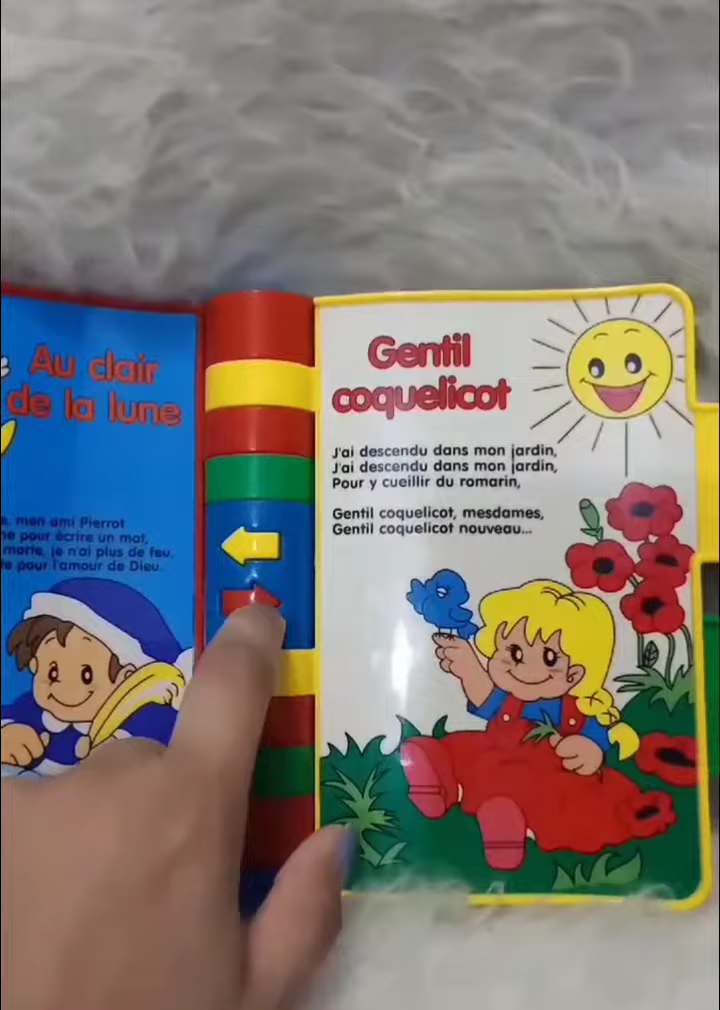 Au clair
de la lune
mon ami Pierrot
pour écrire un mot,
morte, je n'ai plus de feu,
pour l'amour de Dieu.
Gentil
coquelicot
J'ai descendu dans mon jardin,
J'ai descendu dans mon jardin,
Pour y cueillir du romarin,
Gentil coquelicot, mesdames,
Gentil coquelicot nouveau...